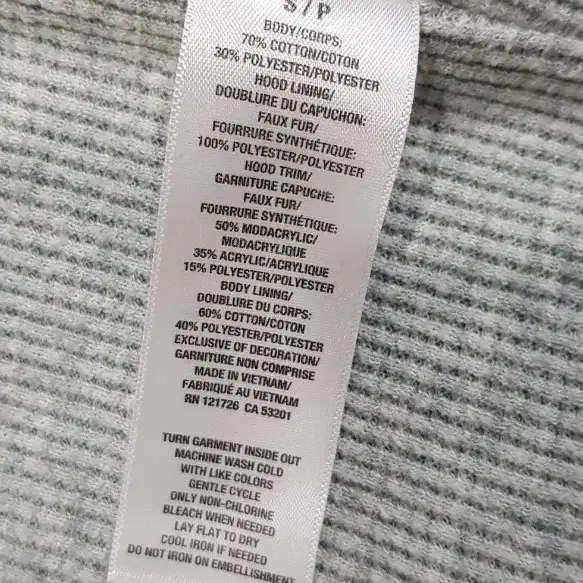 S/P
BODY/CORPS:
70% COTTON/COTON
30% POLYESTER/POLYESTER
HOOD LINING/
DOUBLURE DU CAPUCHON:
FAUX FUR/
FOURRURE SYNTHÉTIQUE:
100% POLYESTER/POLYESTER
HOOD TRIM/
GARNITURE CAPUCHE:
FAUX FUR/
FOURRURE SYNTHÉTIQUE:
50% MODACRYLIC/
MODACRYLIQUE
35% ACRYLIC/ACRYLIQUE
15% POLYESTER/POLYESTER
BODY LINING/
DOUBLURE DU CORPS:
60% COTTON/COTON
40% POLYESTER/POLYESTER
EXCLUSIVE OF DECORATION/
GARNITURE NON COMPRISE
MADE IN VIETNAM/
FABRIQUÉ AU VIETNAM
RN 121726 CA 53201
TURN GARMENT INSIDE OUT
MACHINE WASH COLD
WITH LIKE COLORS
GENTLE CYCLE
ONLY NON-CHLORINE
BLEACH WHEN NEEDED
LAY FLAT TO DRY
COOL IRON IF NEEDED
DO NOT IRON ON EMBELLISHMENT